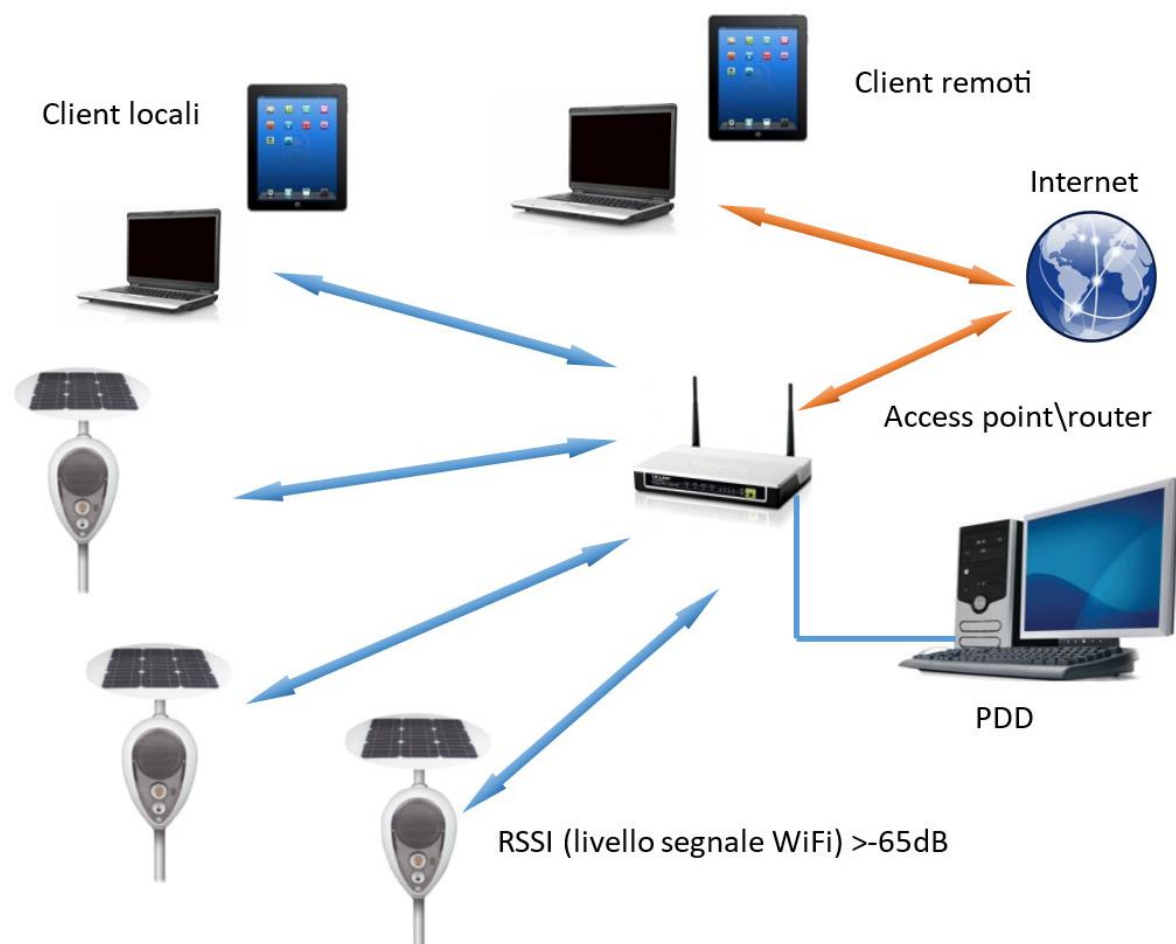 Client locali
Client remoti
Internet
Access point\router
PDD
RSSI (livello segnale WiFi) >-65dB